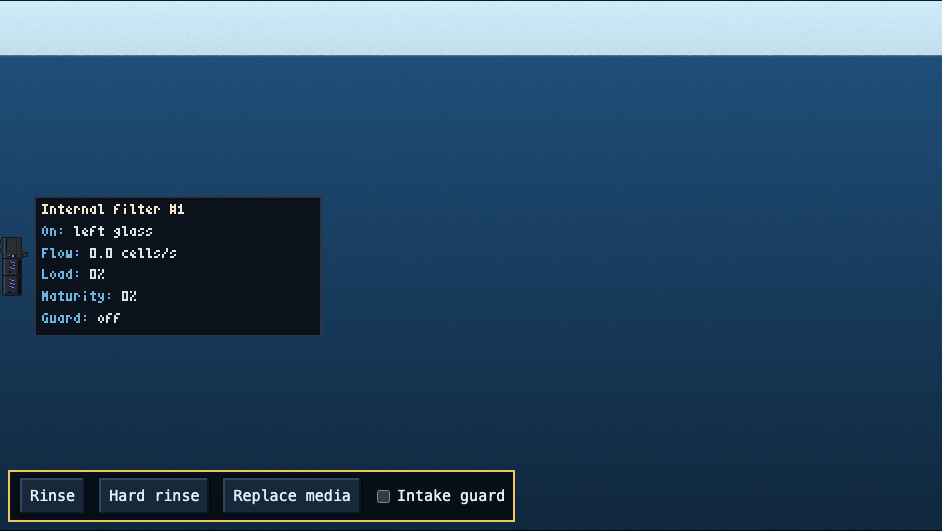 Internal filter #1
On: left glass
Flow: 0.0 cells/s
Load: 0%
Maturity: 0%
Guard: off
Rinse Hard rinse Replace media Intake guard